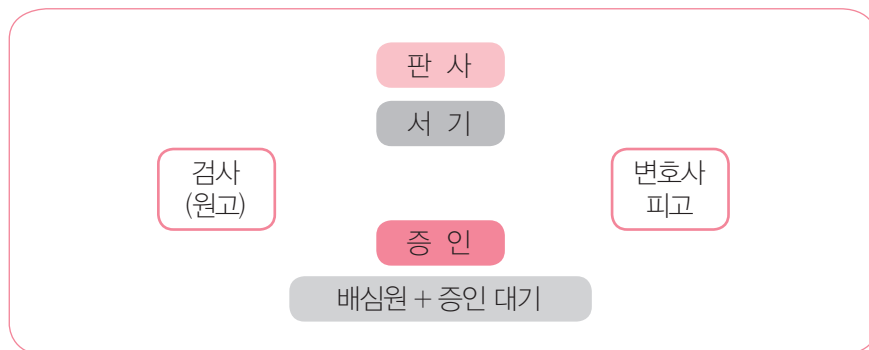 판 사
서 기
검사
(원고)
변호사
피고
증 인
배심원 + 증인 대기